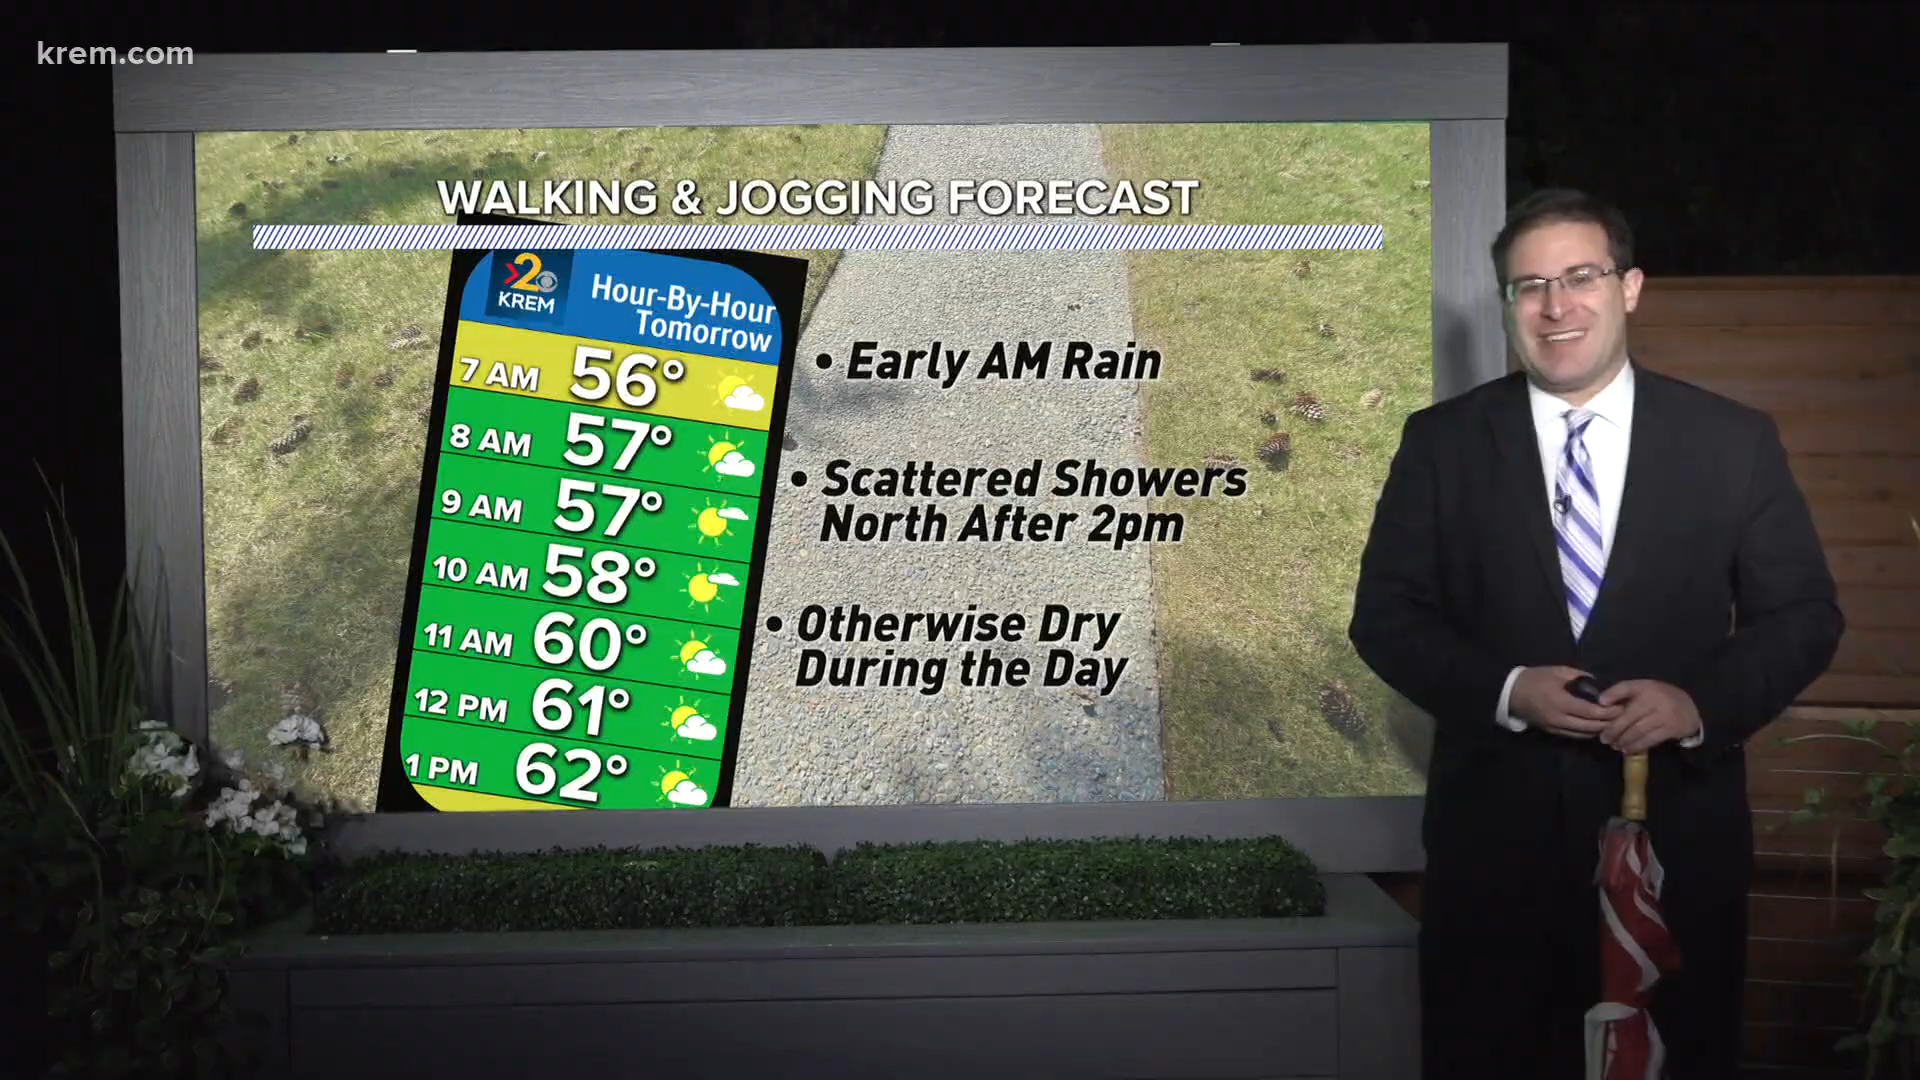 krem.com
WALKING & JOGGING FORECAST
2
KREM
Hour-By-Hour
Tomorrow
7 AM 56°
8 AM 57°
9 AM 57°
10 AM 58°
11 AM 60°
12 PM 61°
1 PM 62°
• Early AM Rain
• Scattered Showers
North After 2pm
• Otherwise Dry
During the Day